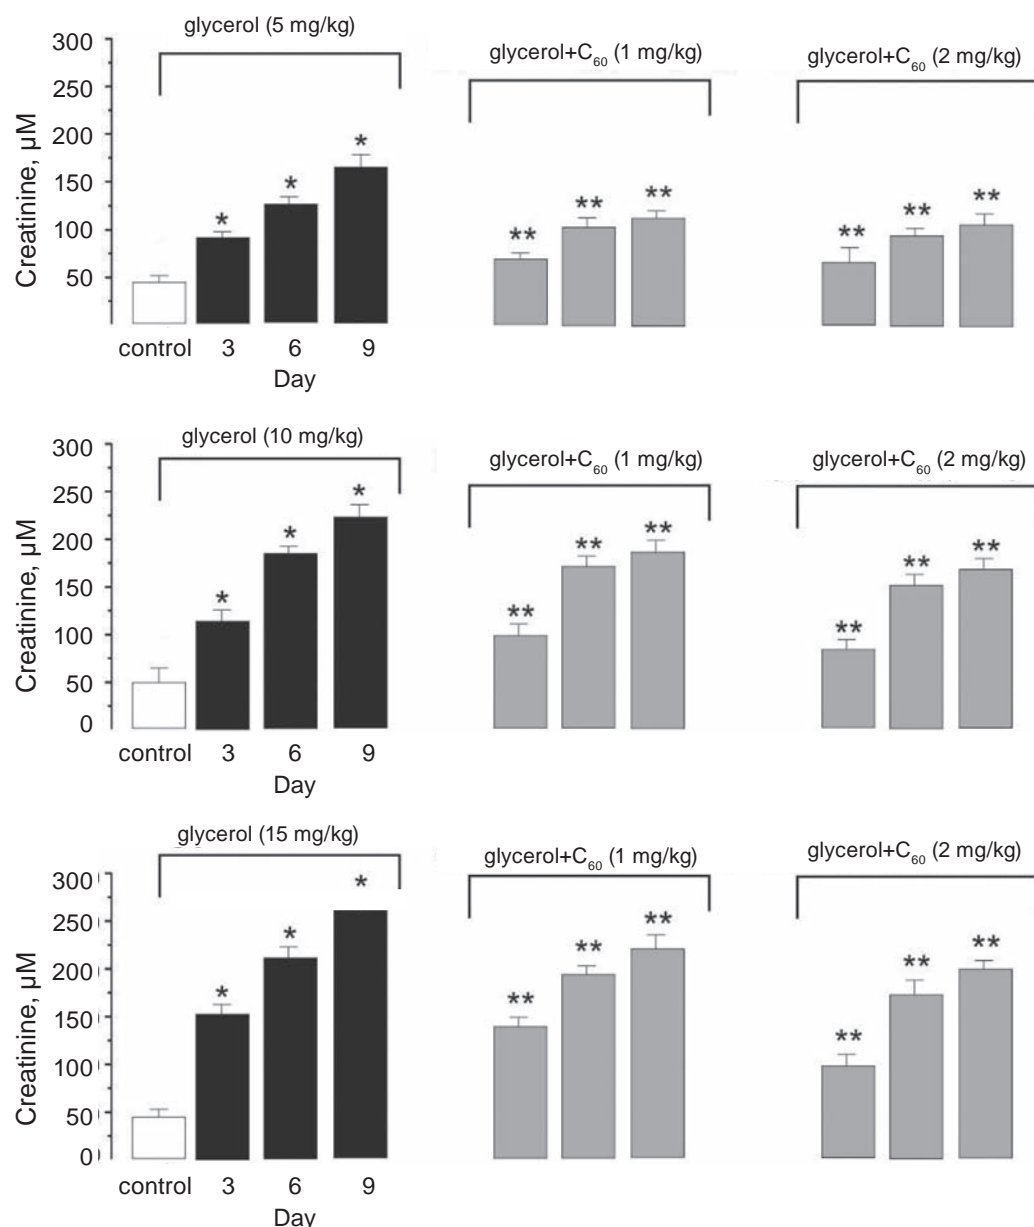 glycerol (5 mg/kg)
glycerol+C₆₀ (1 mg/kg)
glycerol+C₆₀ (2 mg/kg)
Creatinine, µM
300
250
200
150
100
50
*
*
*
**
**
**
**
**
**
control 3 6 9
Day
glycerol (10 mg/kg)
glycerol+C₆₀ (1 mg/kg)
glycerol+C₆₀ (2 mg/kg)
Creatinine, µM
300
250
200
150
100
50
0
*
*
*
**
**
**
**
**
**
control 3 6 9
Day
glycerol (15 mg/kg)
glycerol+C₆₀ (1 mg/kg)
glycerol+C₆₀ (2 mg/kg)
Creatinine, µM
300
250
200
150
100
50
0
*
*
*
**
**
**
**
**
**
control 3 6 9
Day